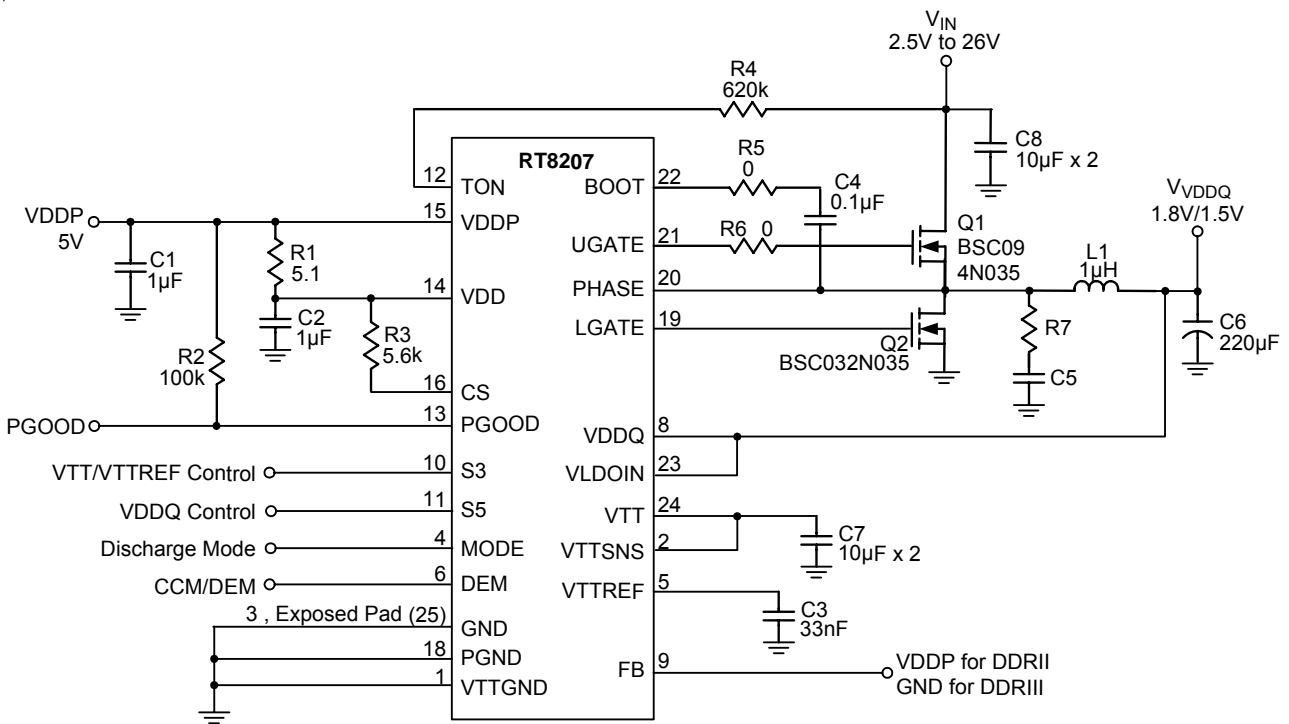 VIN
2.5V to 26V
R4
620k
C8
10µF x 2
RT8207
12
TON
BOOT
22
R5
0
C4
0.1µF
VDDP
5V
15
VDDP
C1
1µF
R1
5.1
UGATE
21
R6 0
Q1
BSC09
4N035
VVDDQ
1.8V/1.5V
L1
1µH
14
VDD
PHASE
20
C2
1µF
R3
5.6k
LGATE
19
Q2
BSC032N035
R7
C5
C6
220µF
R2
100k
16
CS
PGOOD
13
PGOOD
VDDQ
8
VTT/VTTREF Control
10
S3
VLDOIN
23
VDDQ Control
11
S5
VTT
24
C7
10µF x 2
Discharge Mode
4
MODE
VTTSNS
2
CCM/DEM
6
DEM
VTTREF
5
C3
33nF
3 , Exposed Pad (25)
GND
18
PGND
1
VTTGND
FB
9
VDDP for DDRII
GND for DDRIII